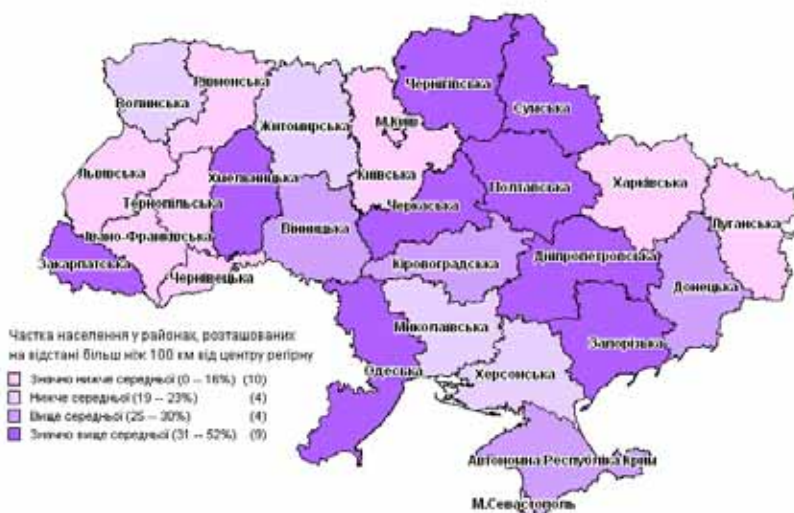 Чернігівська
Рівненська
Волинська
Сумська
Житомирська
М.Київ
Львівська
Київська
Харківська
Хмельницька
Полтавська
Тернопільська
Черкаська
Луганська
Вінницька
Івано-Франківська
Закарпатська
Дніпропетровська
Кіровоградська
Чернівецька
Донецька
Миколаївська
Запорізька
Одеська
Херсонська
Частка населення у районах, розташованих
на відстані більш ніж 100 км від центру регіону
Значно нижче середньої (0 -- 16%) (10)
Нижче середньої (19 -- 23%) (4)
Вище середньої (25 -- 30%) (4)
Значно вище середньої (31 -- 52%) (9)
Автономна Республіка Крим
М.Севастополь